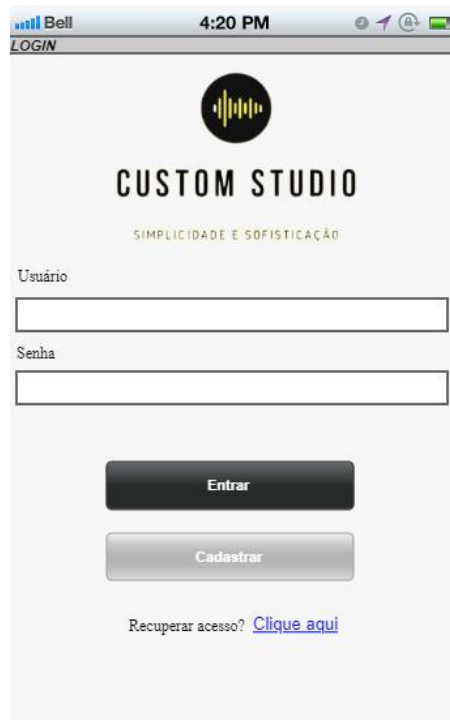 Bell 4:20 PM
LOGIN
CUSTOM STUDIO
SIMPLICIDADE E SOFISTICAÇÃO
Usuário
Senha
Entrar
Cadastrar
Recuperar acesso? Clique aqui